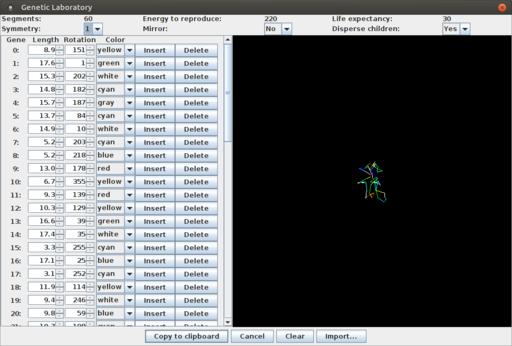 Genetic Laboratory
Segments: 60 Energy to reproduce: 220 Life expectancy: 30
Symmetry: 1 Mirror: No Disperse children: Yes
Gene Length Rotation Color
0: 8.9 151 yellow Insert Delete
1: 17.6 1 green Insert Delete
2: 15.3 202 white Insert Delete
3: 14.8 182 cyan Insert Delete
4: 15.7 187 gray Insert Delete
5: 13.7 84 cyan Insert Delete
6: 14.9 10 white Insert Delete
7: 5.2 203 cyan Insert Delete
8: 5.2 218 blue Insert Delete
9: 13.0 178 red Insert Delete
10: 6.7 355 yellow Insert Delete
11: 9.3 139 red Insert Delete
12: 10.3 129 yellow Insert Delete
13: 16.6 39 green Insert Delete
14: 17.4 35 white Insert Delete
15: 3.3 255 cyan Insert Delete
16: 17.1 25 blue Insert Delete
17: 3.1 252 cyan Insert Delete
18: 11.9 114 yellow Insert Delete
19: 9.4 246 white Insert Delete
20: 9.8 59 blue Insert Delete
Copy to clipboard Cancel Clear Import...